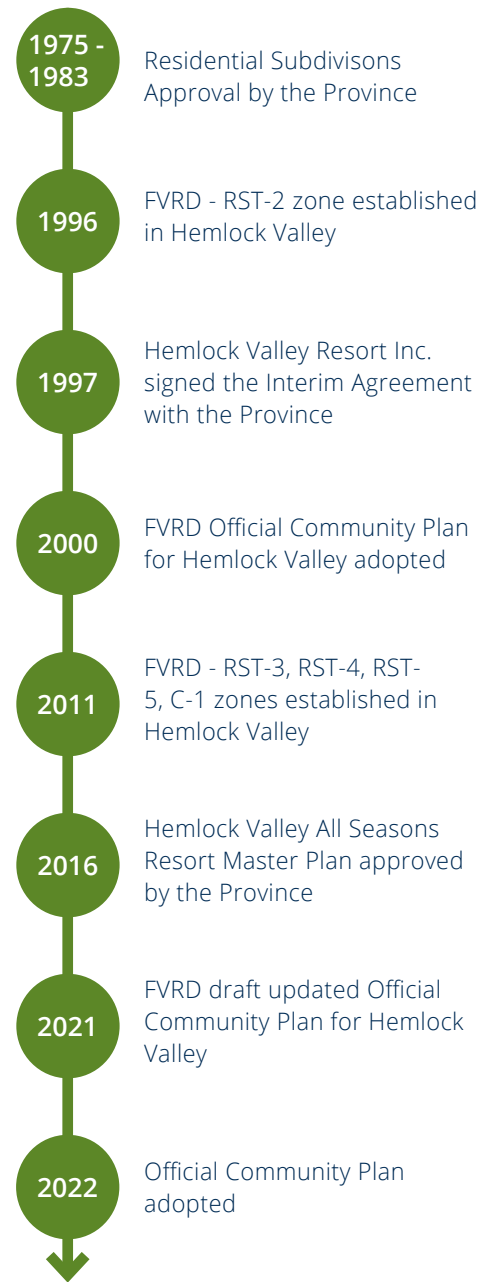 1975 -
1983
Residential Subdivisons
Approval by the Province
1996
FVRD - RST-2 zone established
in Hemlock Valley
1997
Hemlock Valley Resort Inc.
signed the Interim Agreement
with the Province
2000
FVRD Official Community Plan
for Hemlock Valley adopted
2011
FVRD - RST-3, RST-4, RST-
5, C-1 zones established in
Hemlock Valley
2016
Hemlock Valley All Seasons
Resort Master Plan approved
by the Province
2021
FVRD draft updated Official
Community Plan for Hemlock
Valley
2022
Official Community Plan
adopted